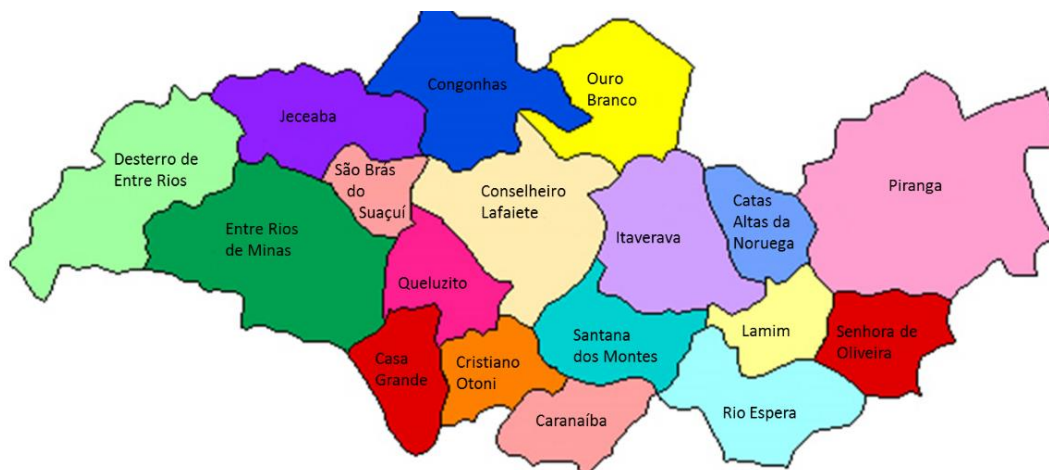 Congonhas
Ouro
Branco
Jeceaba
Desterro de
Entre Rios
São Brás
do
Suaçuí
Conselheiro
Lafaiete
Piranga
Catas
Altas da
Noruega
Entre Rios
de Minas
Itaverava
Queluzito
Lamim
Santana
dos Montes
Senhora de
Oliveira
Casa
Grande
Cristiano
Otoni
Rio Espera
Caranaíba